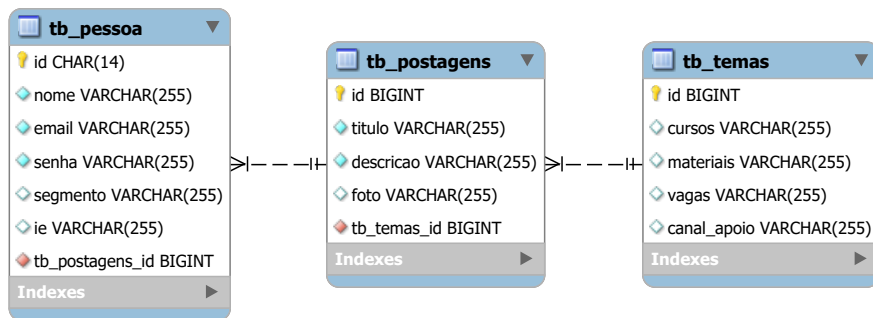 tb_pessoa
id CHAR(14)
nome VARCHAR(255)
email VARCHAR(255)
senha VARCHAR(255)
segmento VARCHAR(255)
ie VARCHAR(255)
tb_postagens_id BIGINT
Indexes
tb_postagens
id BIGINT
titulo VARCHAR(255)
descricao VARCHAR(255)
foto VARCHAR(255)
tb_temas_id BIGINT
Indexes
tb_temas
id BIGINT
cursos VARCHAR(255)
materiais VARCHAR(255)
vagas VARCHAR(255)
canal_apoio VARCHAR(255)
Indexes